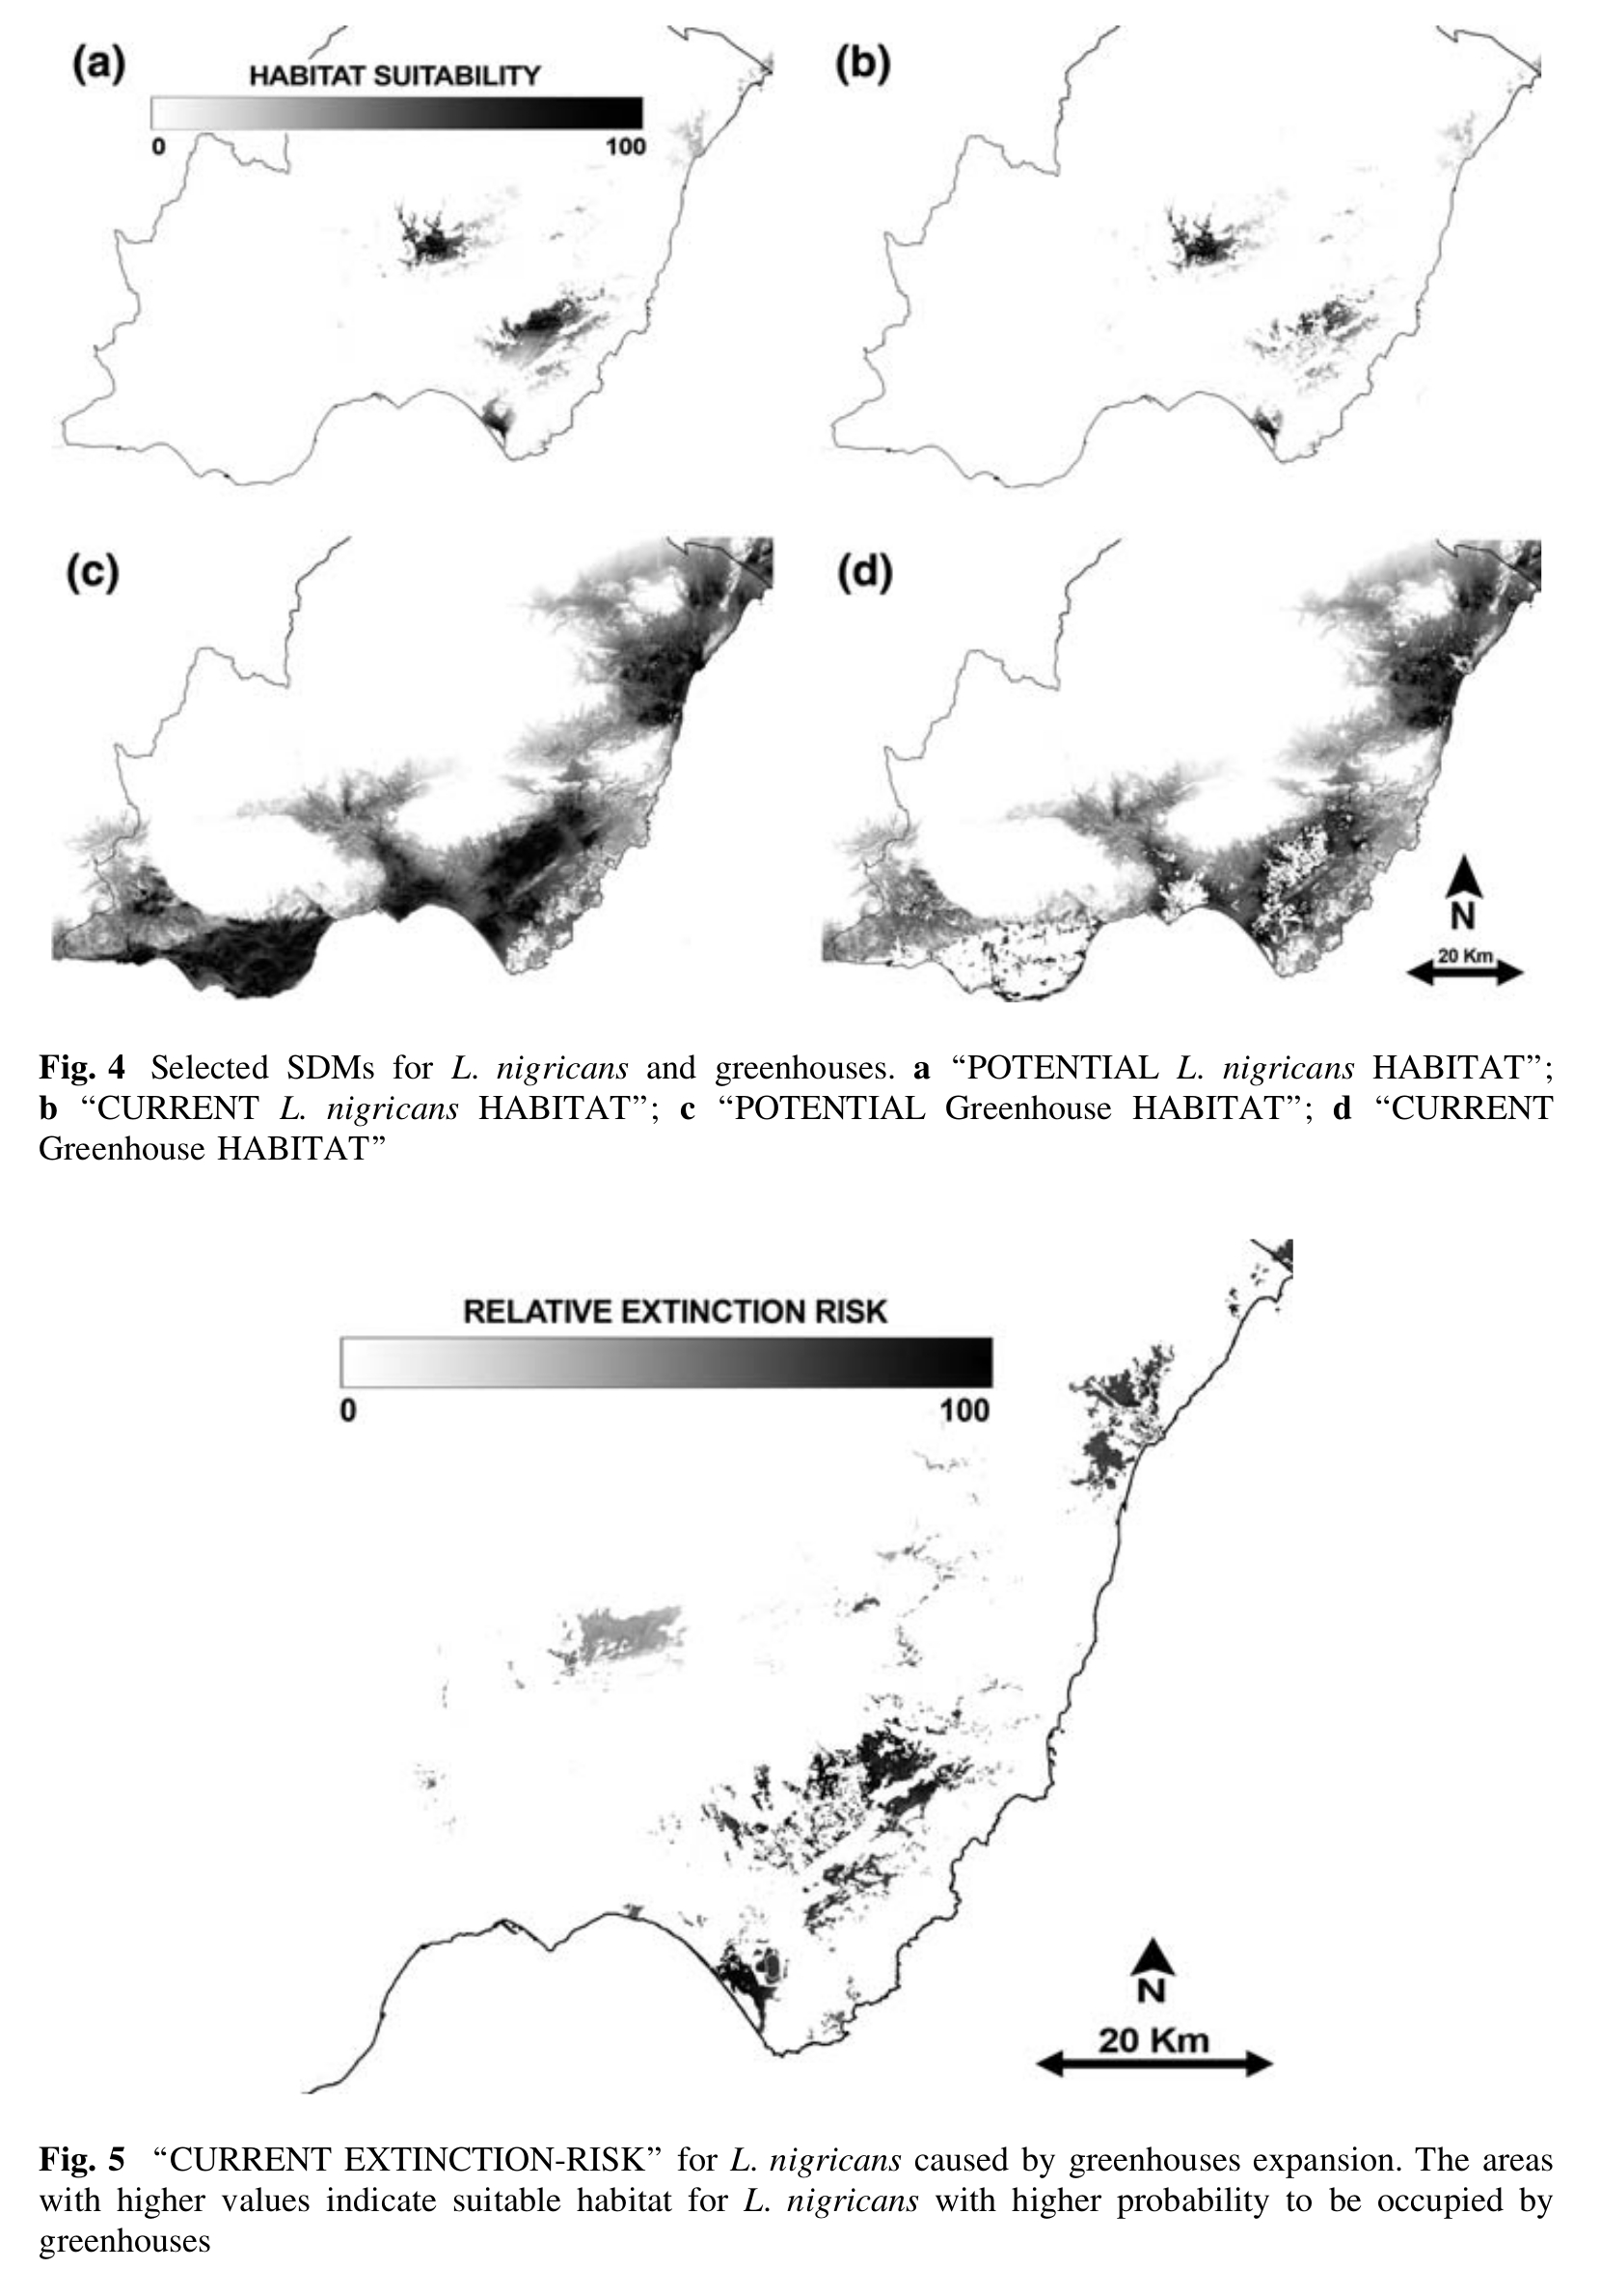 (a)
HABITAT SUITABILITY
0 100
(b)
(c)
(d)
N
20 Km
Fig. 4 Selected SDMs for L. nigricans and greenhouses. a “POTENTIAL L. nigricans HABITAT”;
b “CURRENT L. nigricans HABITAT”; c “POTENTIAL Greenhouse HABITAT”; d “CURRENT
Greenhouse HABITAT”
RELATIVE EXTINCTION RISK
0 100
N
20 Km
Fig. 5 “CURRENT EXTINCTION-RISK” for L. nigricans caused by greenhouses expansion. The areas
with higher values indicate suitable habitat for L. nigricans with higher probability to be occupied by
greenhouses